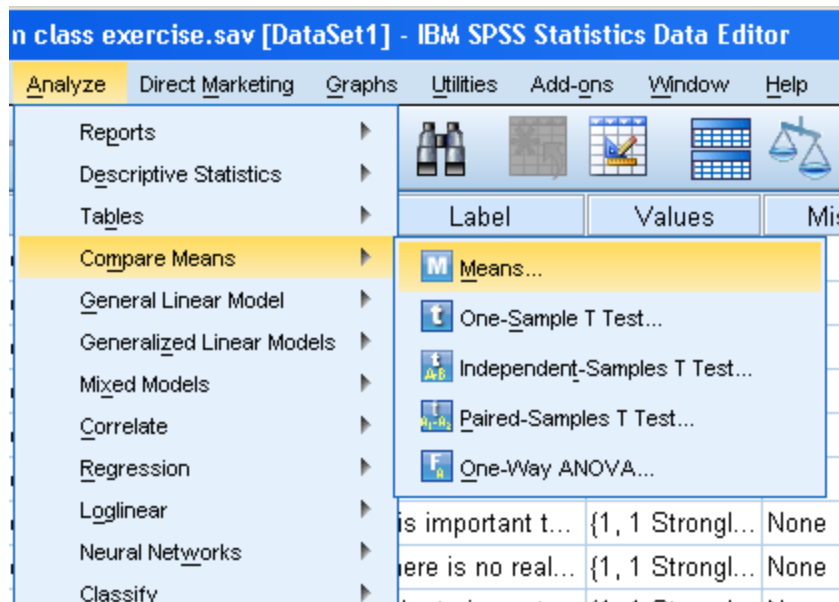 n class exercise.sav [DataSet1] - IBM SPSS Statistics Data Editor
Analyze Direct Marketing Graphs Utilities Add-ons Window Help
Reports
Descriptive Statistics
Tables
Compare Means
General Linear Model
Generalized Linear Models
Mixed Models
Correlate
Regression
Loglinear
Neural Networks
Classify
Label Values Mis
Means...
One-Sample T Test...
Independent-Samples T Test...
Paired-Samples T Test...
One-Way ANOVA...
is important t... {1, 1 Strongl... None
ere is no real... {1, 1 Strongl... None